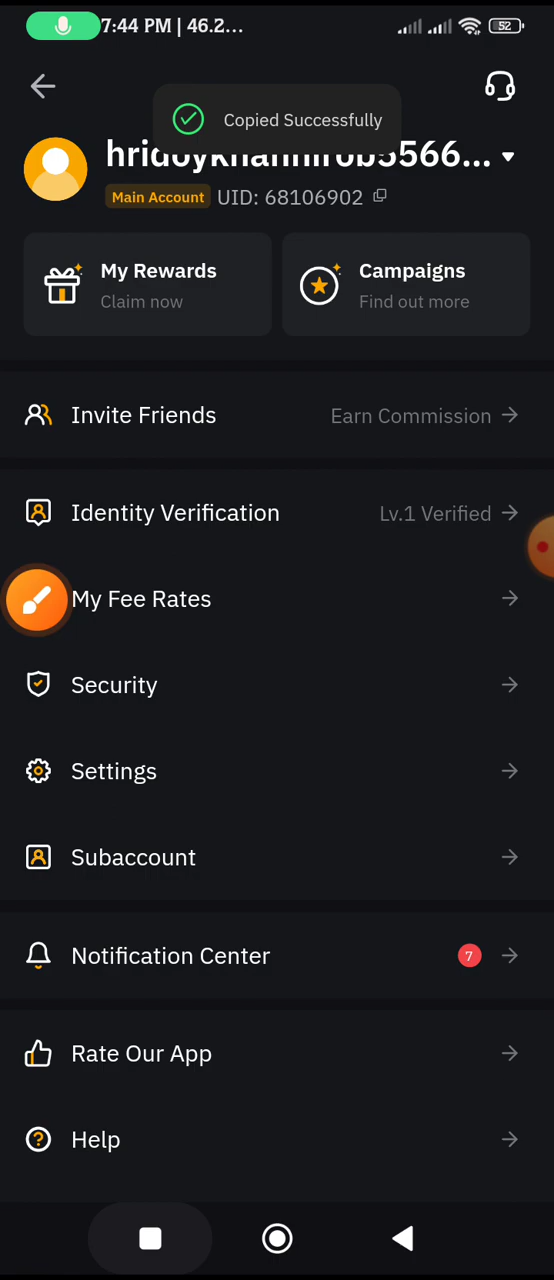 7:44 PM | 46.2...
52
Copied Successfully
Main Account UID: 68106902
My Rewards
Claim now
Campaigns
Find out more
Invite Friends Earn Commission
Identity Verification Lv.1 Verified
My Fee Rates
Security
Settings
Subaccount
Notification Center 7
Rate Our App
Help